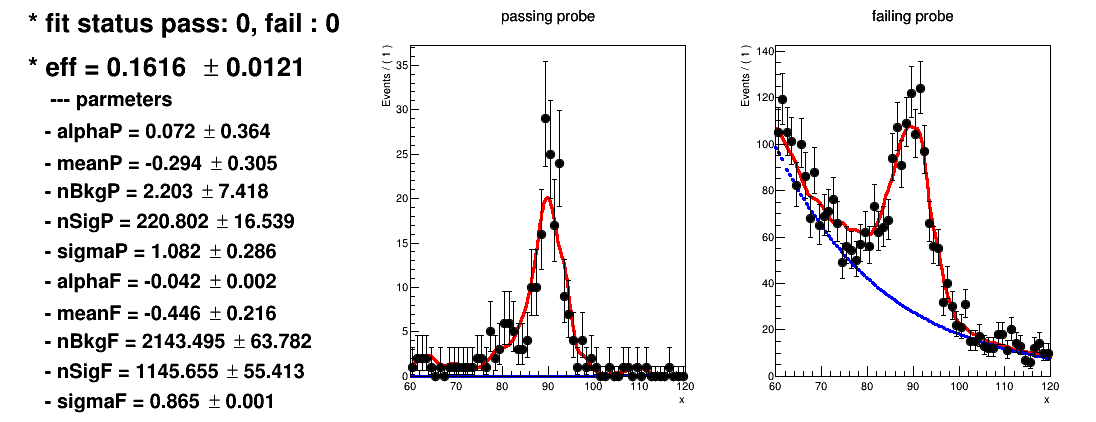 * fit status pass: 0, fail : 0
* eff = 0.1616 ± 0.0121
--- parmeters
- alphaP = 0.072 ± 0.364
- meanP = -0.294 ± 0.305
- nBkgP = 2.203 ± 7.418
- nSigP = 220.802 ± 16.539
- sigmaP = 1.082 ± 0.286
- alphaF = -0.042 ± 0.002
- meanF = -0.446 ± 0.216
- nBkgF = 2143.495 ± 63.782
- nSigF = 1145.655 ± 55.413
- sigmaF = 0.865 ± 0.001
passing probe
Events / ( 1 )
35
30
25
20
15
10
5
0
60 70 80 90 100 110 120
x
failing probe
Events / ( 1 )
140
120
100
80
60
40
20
0
60 70 80 90 100 110 120
x